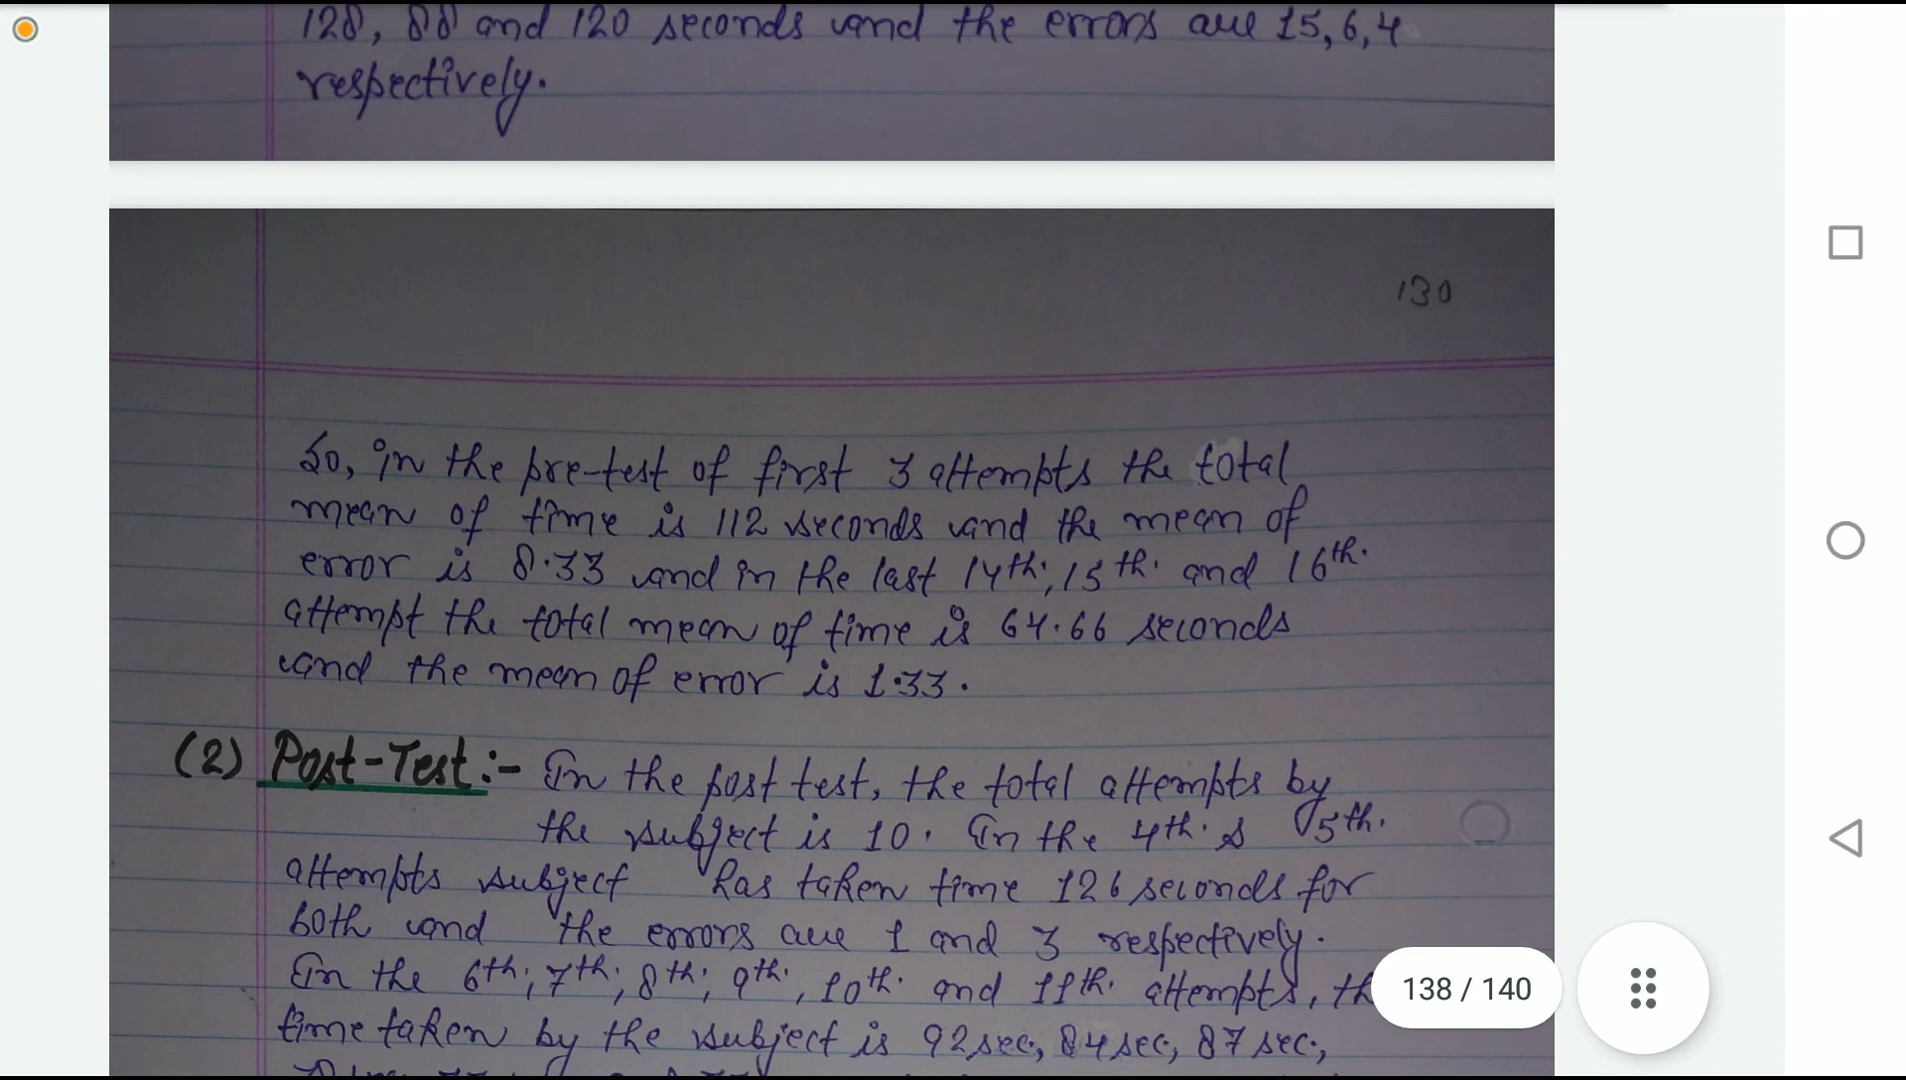 128, 88 and 120 seconds and the errors are 15, 6, 4
respectively.
130
So, in the pre-test of first 3 attempts the total
mean of time is 112 seconds and the mean of
error is 8.33 and in the last 14th, 15th. and 16th.
attempt the total mean of time is 64.66 seconds
and the mean of error is 1.33.
(2) Post-Test:- In the post test, the total attempts by
the subject is 10. In the 4th. & 5th.
attempts subject has taken time 126 seconds for
both and the errors are 1 and 3 respectively.
In the 6th, 7th, 8th, 9th, 10th. and 11th. attempts, th
time taken by the subject is 92 sec, 84 sec, 87 sec,
138 / 140